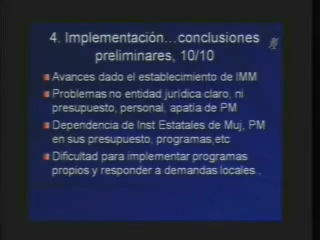 4. Implementación…conclusiones
preliminares, 10/10
Avances dado el establecimiento de IMM
Problemas no entidad jurídica claro, ni
presupuesto, personal, apatía de PM
Dependencia de Inst Estatales de Muj, PM
en sus presupuesto, programas,etc
Dificultad para implementar programas
propios y responder a demandas locales..